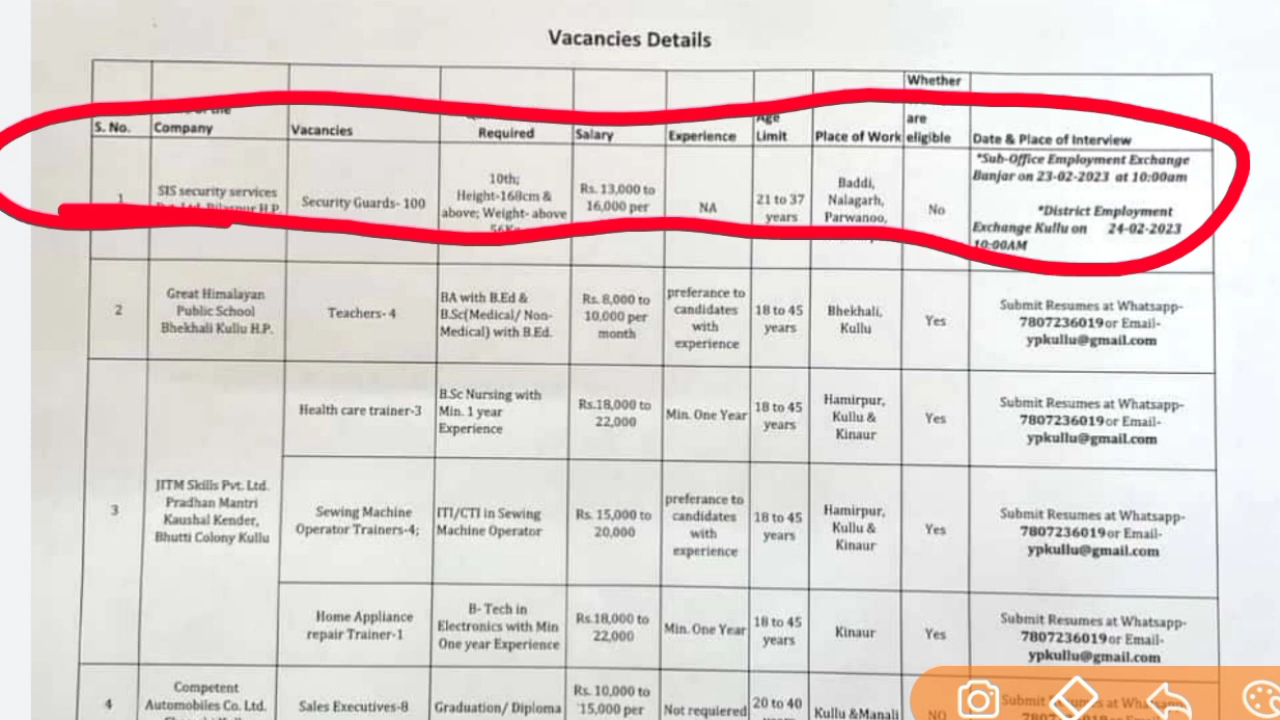 Vacancies Details
Whether
are
eligible
S. No.
Company
Vacancies
Required
Salary
Experience
Age
Limit
Place of Work
Date & Place of Interview
1
SIS security services
Security Guards- 100
10th;
Height-168cm &
above; Weight- above
Rs. 13,000 to
16,000 per
NA
21 to 37
years
Baddi,
Nalagarh,
Parwanoo,
No
*Sub-Office Employment Exchange
Banjar on 23-02-2023 at 10:00am
*District Employment
Exchange Kullu on 24-02-2023
10:00AM
2
Great Himalayan
Public School
Bhekhali Kullu H.P.
Teachers- 4
BA with B.Ed &
B.Sc(Medical/ Non-
Medical) with B.Ed.
Rs. 8,000 to
10,000 per
month
preferance to
candidates
with
experience
18 to 45
years
Bhekhali,
Kullu
Yes
Submit Resumes at Whatsapp-
7807236019or Email-
ypkullu@gmail.com
3
JITM Skills Pvt. Ltd.
Pradhan Mantri
Kaushal Kender,
Bhutti Colony Kullu
Health care trainer-3
B.Sc Nursing with
Min. 1 year
Experience
Rs.18,000 to
22,000
Min. One Year
18 to 45
years
Hamirpur,
Kullu &
Kinaur
Yes
Submit Resumes at Whatsapp-
7807236019or Email-
ypkullu@gmail.com
Sewing Machine
Operator Trainers-4;
ITI/CTI in Sewing
Machine Operator
Rs. 15,000 to
20,000
preferance to
candidates
with
experience
18 to 45
years
Hamirpur,
Kullu &
Kinaur
Yes
Submit Resumes at Whatsapp-
7807236019or Email-
ypkullu@gmail.com
Home Appliance
repair Trainer-1
B- Tech in
Electronics with Min
One year Experience
Rs.18,000 to
22,000
Min. One Year
18 to 45
years
Kinaur
Yes
Submit Resumes at Whatsapp-
7807236019or Email-
ypkullu@gmail.com
4
Competent
Automobiles Co. Ltd.
Sales Executives-8
Graduation/ Diploma
Rs. 10,000 to
15,000 per
Not requiered
20 to 40
Kullu &Manali
NO
Submit